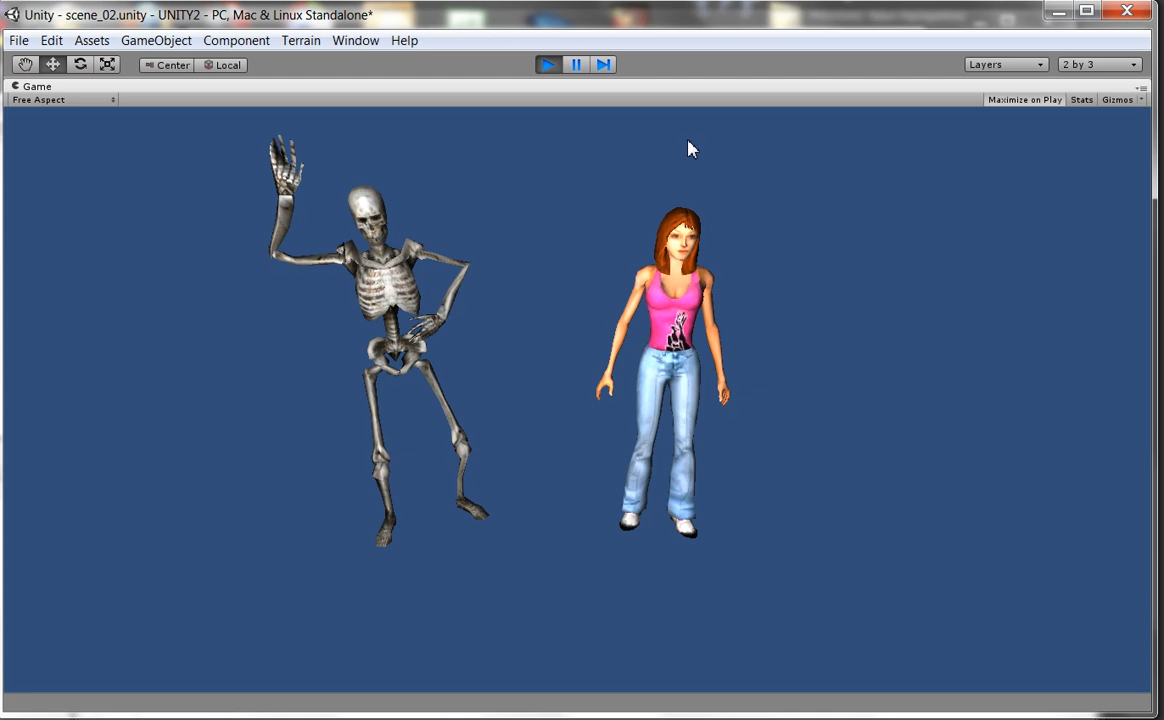 Unity - scene_02.unity - UNITY2 - PC, Mac & Linux Standalone*
File Edit Assets GameObject Component Terrain Window Help
Center Local Layers 2 by 3
Game
Free Aspect Maximize on Play Stats Gizmos